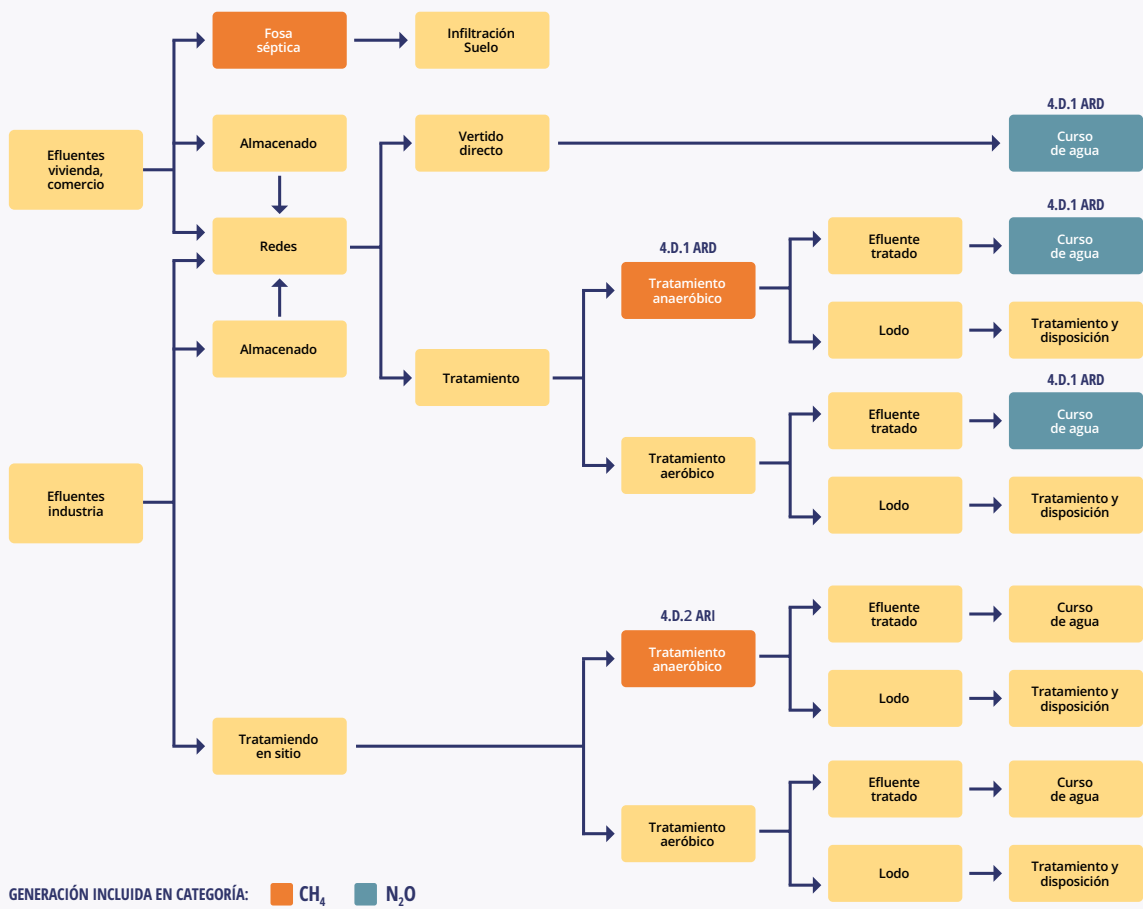 Fosa
séptica
Infiltración
Suelo
4.D.1 ARD
Efluentes
vivienda,
comercio
Almacenado
Vertido
directo
Curso
de agua
4.D.1 ARD
Redes
4.D.1 ARD
Efluente
tratado
Curso
de agua
Tratamiento
anaeróbico
Almacenado
Lodo
Tratamiento y
disposición
Tratamiento
4.D.1 ARD
Efluente
tratado
Curso
de agua
Tratamiento
aeróbico
Efluentes
industria
Lodo
Tratamiento y
disposición
4.D.2 ARI
Efluente
tratado
Curso
de agua
Tratamiento
anaeróbico
Lodo
Tratamiento y
disposición
Tratamiendo
en sitio
Efluente
tratado
Curso
de agua
Tratamiento
aeróbico
Lodo
Tratamiento y
disposición
GENERACIÓN INCLUIDA EN CATEGORÍA: CH₄ N₂O